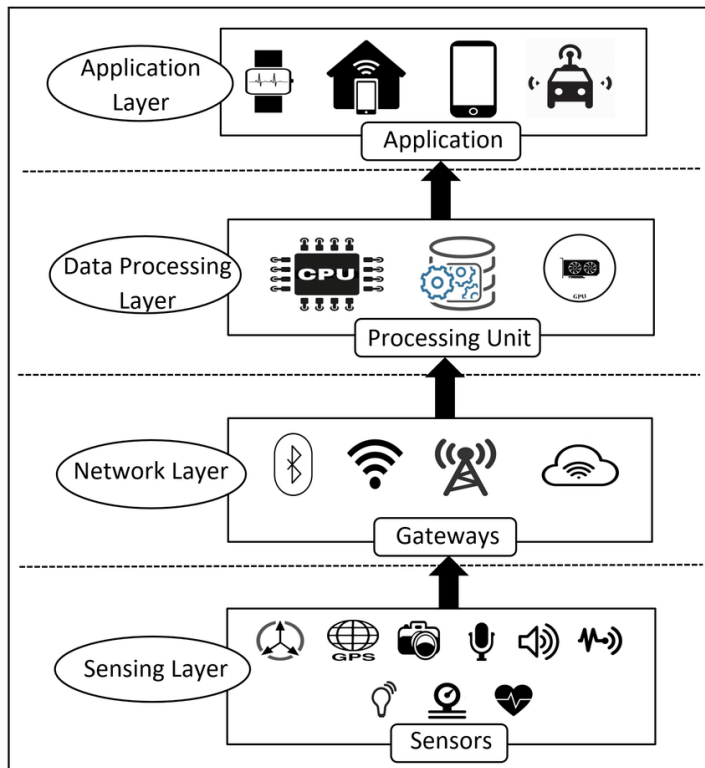 Application
Layer
Application
Data Processing
Layer
CPU
GPU
Processing Unit
Network Layer
Gateways
Sensing Layer
GPS
Sensors